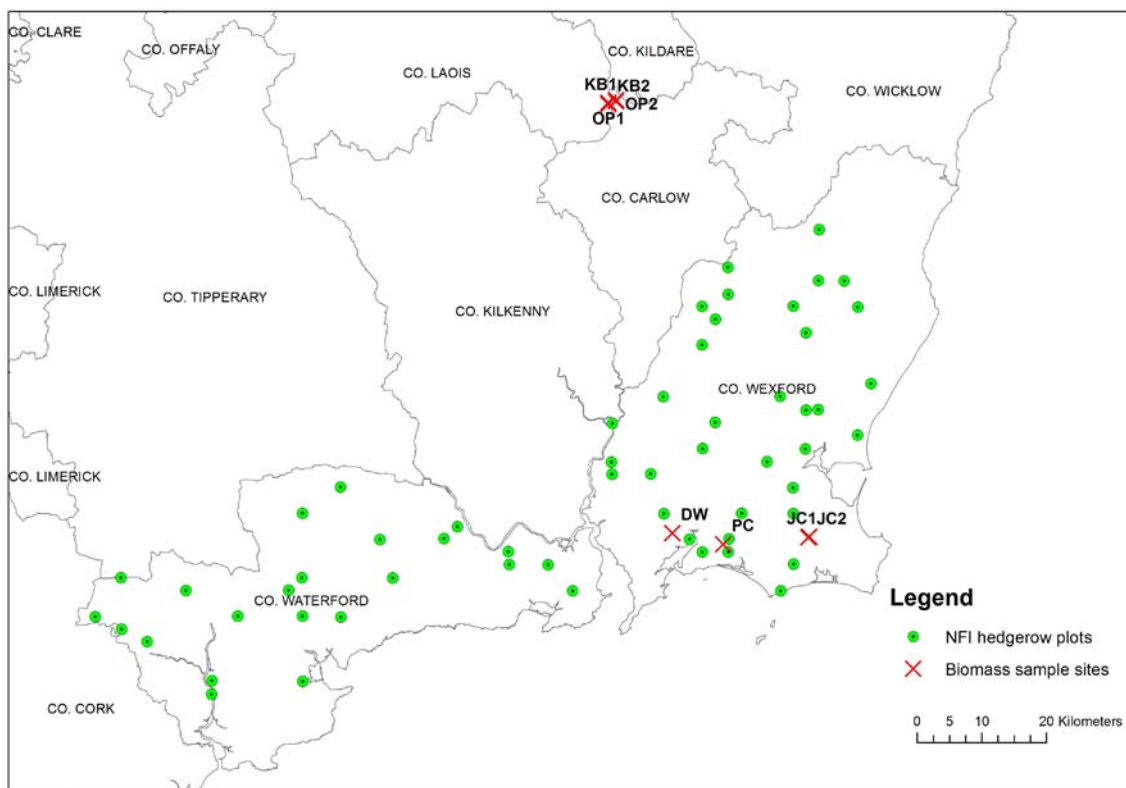 CO. CLARE
CO. OFFALY
CO. KILDARE
CO. LAOIS
KB1 KB2
CO. WICKLOW
OP2
OP1
CO. CARLOW
CO. LIMERICK
CO. TIPPERARY
CO. KILKENNY
CO. WEXFORD
CO. LIMERICK
DW
PC
JC1JC2
CO. WATERFORD
Legend
NFI hedgerow plots
Biomass sample sites
CO. CORK
0 5 10 20 Kilometers